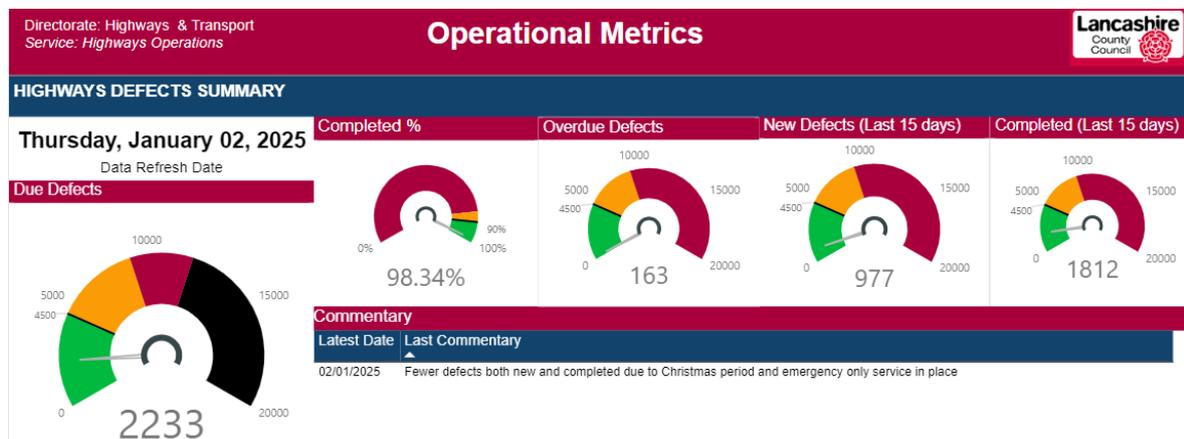 Directorate: Highways & Transport
Service: Highways Operations
Operational Metrics
Lancashire
County
Council
HIGHWAYS DEFECTS SUMMARY
Thursday, January 02, 2025
Data Refresh Date
Due Defects
0
4500
5000
10000
15000
20000
2233
Completed %
0%
90%
100%
98.34%
Overdue Defects
0
4500
5000
10000
15000
20000
163
New Defects (Last 15 days)
0
4500
5000
10000
15000
20000
977
Completed (Last 15 days)
0
4500
5000
10000
15000
20000
1812
Commentary
Latest Date Last Commentary
02/01/2025 Fewer defects both new and completed due to Christmas period and emergency only service in place